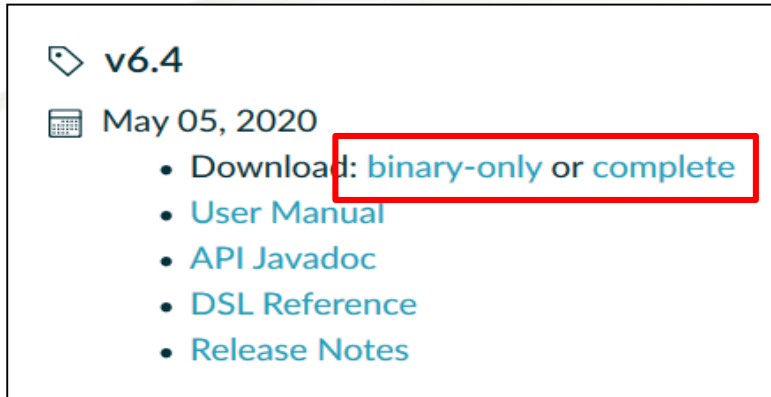 v6.4
May 05, 2020
• Download: binary-only or complete
• User Manual
• API Javadoc
• DSL Reference
• Release Notes